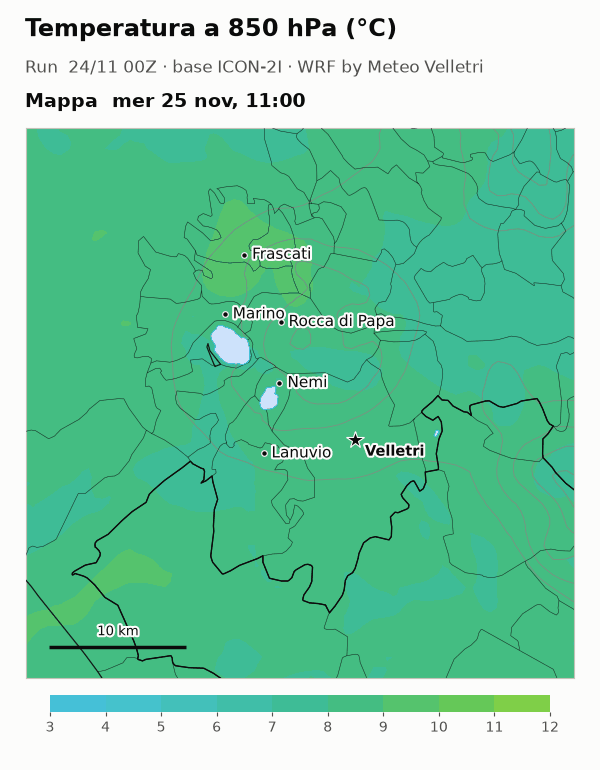 Temperatura a 850 hPa (°C)
Run  24/11 00Z · base ICON-2I · WRF by Meteo Velletri
Mappa  mer 25 nov, 11:00
Frascati
Marino
Rocca di Papa
Nemi
Velletri
Lanuvio
10 km
3 4 5 6 7 8 9 10 11 12